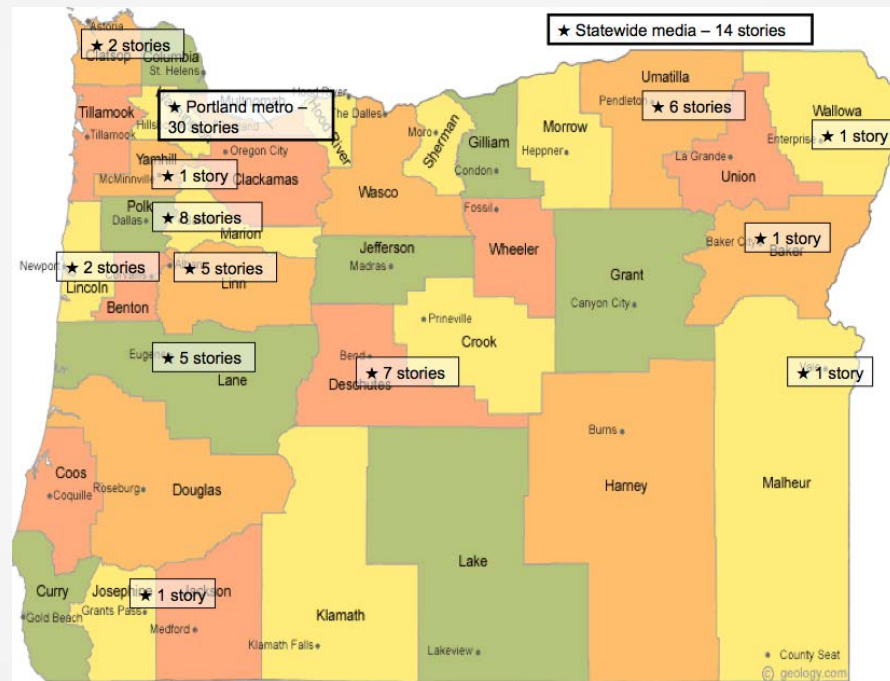 ★ Statewide media – 14 stories
Astoria
★ 2 stories
Clatsop
Columbia
St. Helens
Tillamook
Tillamook
★ Portland metro –
30 stories
Hood River
Hood River
The Dalles
Moro
Sherman
Gilliam
Condon
Morrow
Heppner
Umatilla
Pendleton
★ 6 stories
Wallowa
Enterprise
★ 1 story
La Grande
Union
Oregon City
Clackamas
Wasco
Yamhill
McMinnville
★ 1 story
Polk
Dallas
★ 8 stories
Marion
Fossil
Wheeler
Jefferson
Madras
Grant
Canyon City
Baker City
★ 1 story
Baker
Newport
★ 2 stories
Lincoln
Benton
★ 5 stories
Linn
Prineville
Crook
Eugene
★ 5 stories
Lane
Bend
★ 7 stories
Deschutes
Vale
★ 1 story
Burns
Harney
Malheur
Coos
Coquille
Roseburg
Douglas
Lake
Curry
Gold Beach
Josephine
Grants Pass
★ 1 story
Jackson
Medford
Klamath
Klamath Falls
Lakeview
County Seat
© geology.com